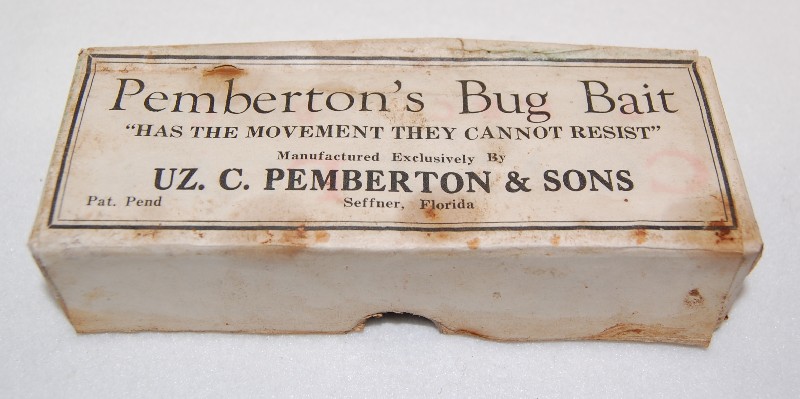 Pemberton's Bug Bait
"HAS THE MOVEMENT THEY CANNOT RESIST"
Manufactured Exclusively By
UZ. C. PEMBERTON & SONS
Pat. Pend
Seffner, Florida